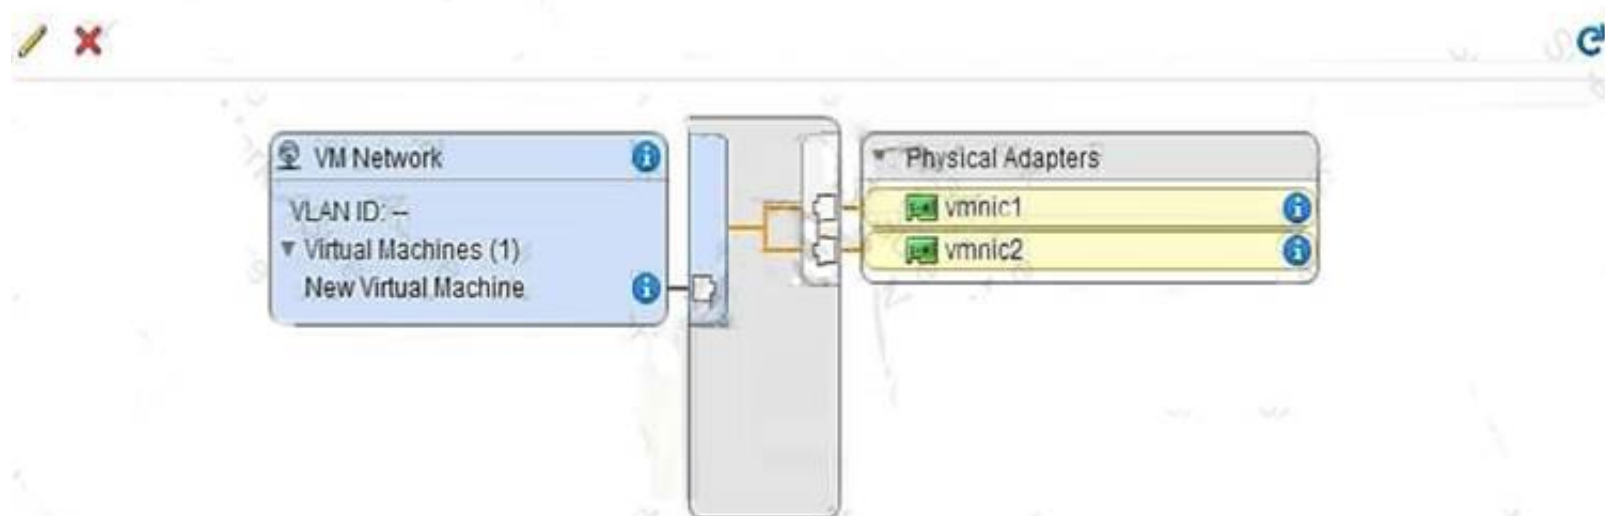 VM Network
VLAN ID: --
Virtual Machines (1)
New Virtual Machine
Physical Adapters
vmnic1
vmnic2